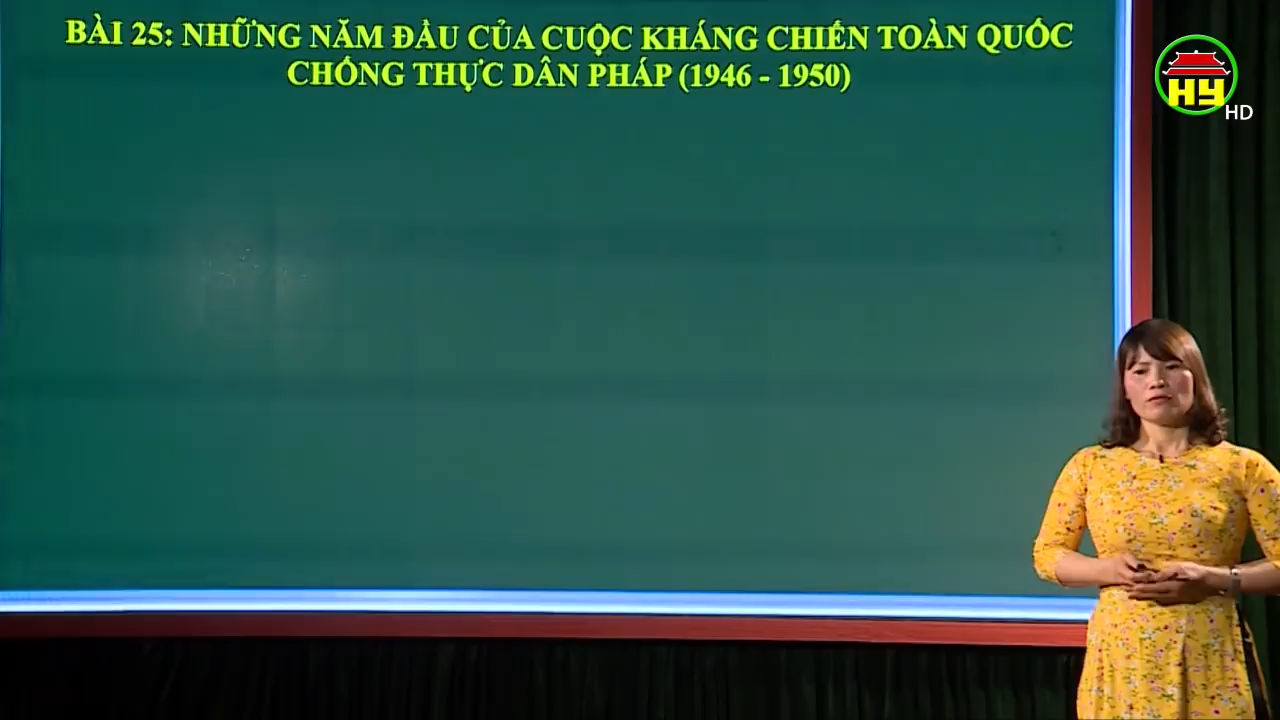 BÀI 25: NHỮNG NĂM ĐẦU CỦA CUỘC KHÁNG CHIẾN TOÀN QUỐC
CHỐNG THỰC DÂN PHÁP (1946 - 1950)
HY
HD